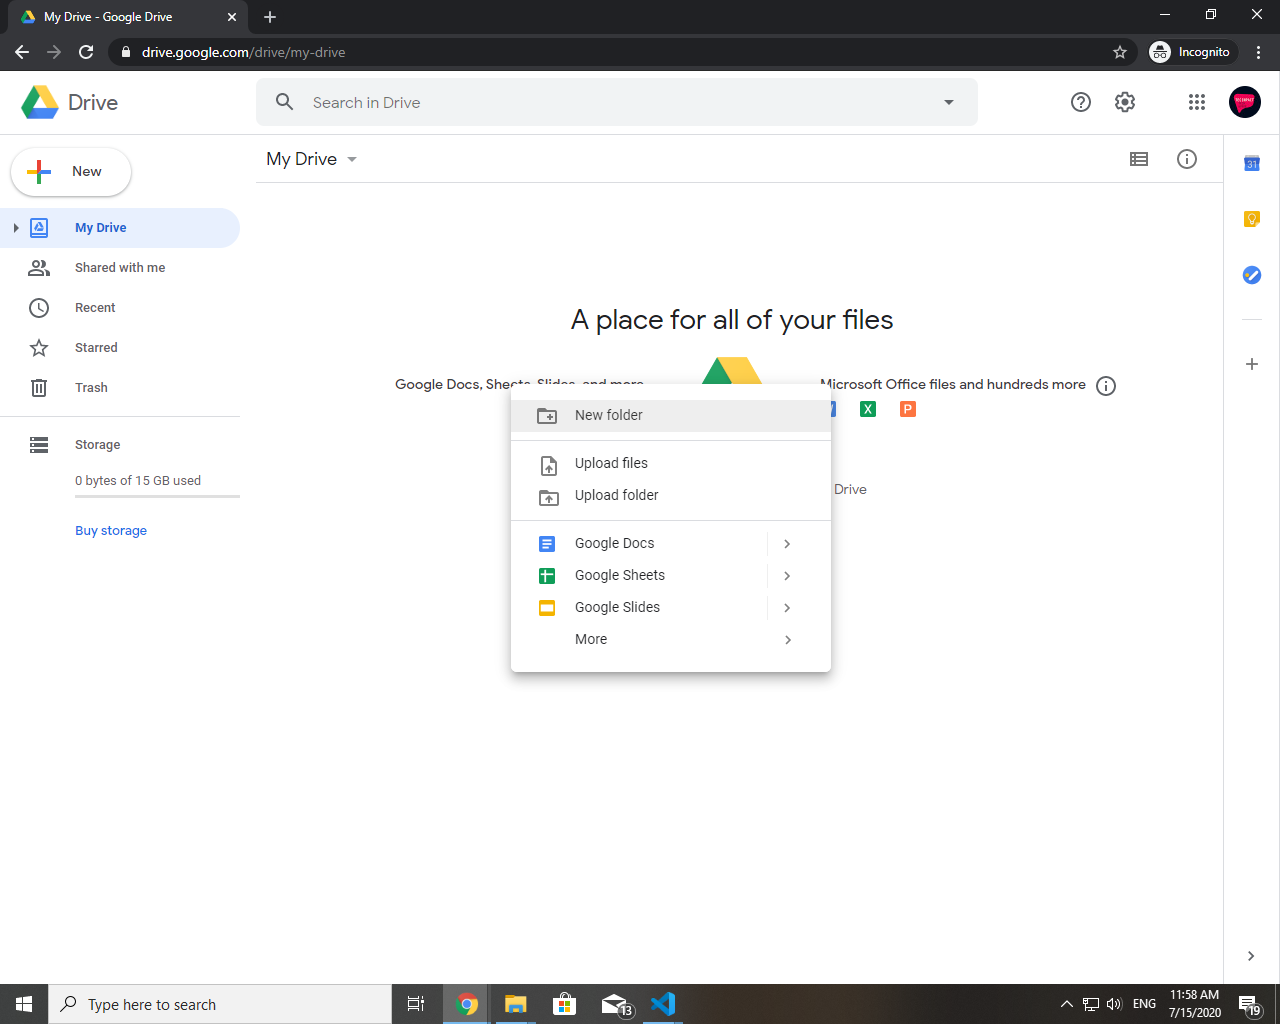 My Drive - Google Drive
drive.google.com/drive/my-drive
Incognito
Drive
Search in Drive
New
My Drive
31
My Drive
Shared with me
Recent
Starred
Trash
Storage
0 bytes of 15 GB used
Buy storage
A place for all of your files
Google Docs, Sheets, Slides, and more
Microsoft Office files and hundreds more
X
P
New folder
Upload files
Upload folder
Drive
Google Docs
Google Sheets
Google Slides
More
Type here to search
13
ENG
11:58 AM
7/15/2020
19